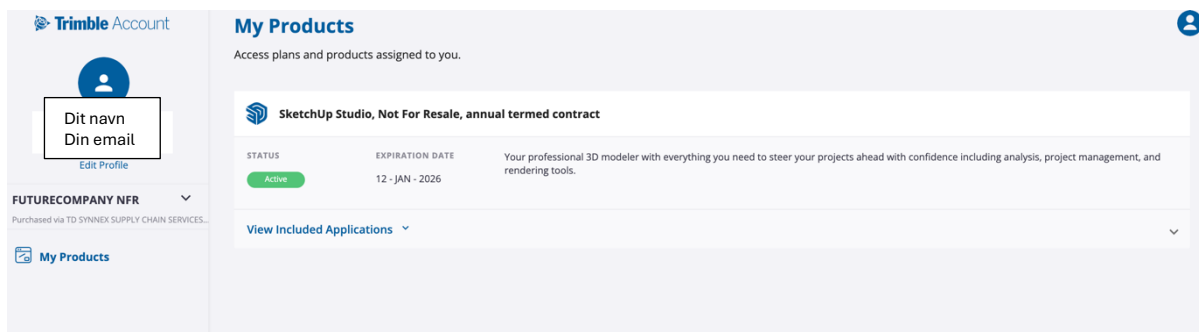 Trimble Account
Dit navn
Din email
Edit Profile
FUTURECOMPANY NFR
Purchased via TD SYNNEX SUPPLY CHAIN SERVICES...
My Products
My Products
Access plans and products assigned to you.
SketchUp Studio, Not For Resale, annual termed contract
STATUS
Active
EXPIRATION DATE
12 - JAN - 2026
Your professional 3D modeler with everything you need to steer your projects ahead with confidence including analysis, project management, and
rendering tools.
View Included Applications